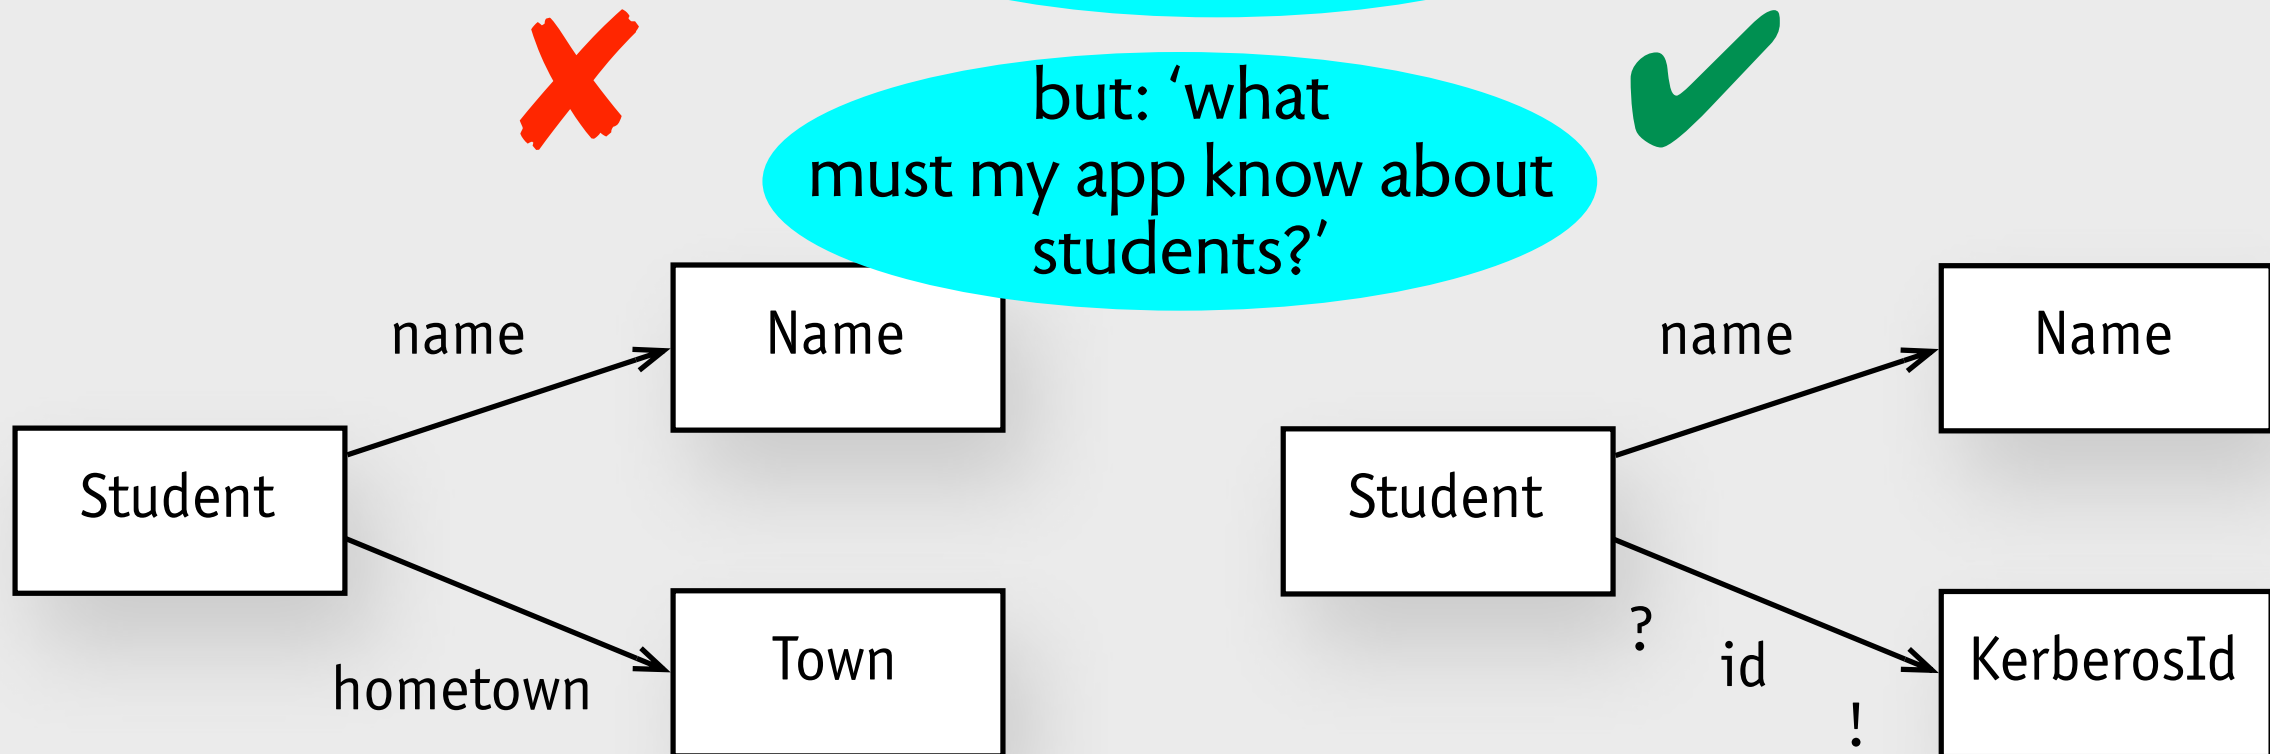 but: ‘what
must my app know about
students?’
name
Name
Student
hometown
Town
name
Name
Student
?
id
!
KerberosId